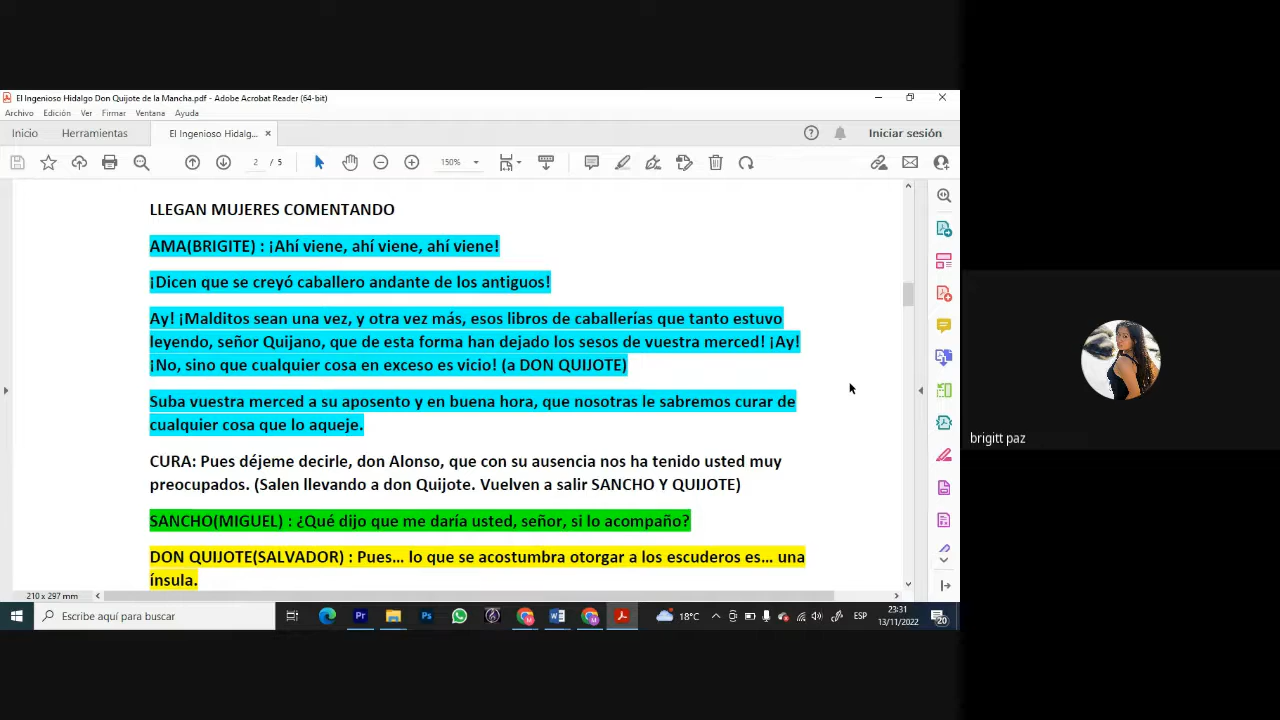 El Ingenioso Hidalgo Don Quijote de la Mancha.pdf - Adobe Acrobat Reader (64-bit)
Archivo Edición Ver Firmar Ventana Ayuda
Inicio Herramientas El Ingenioso Hidalg... × Iniciar sesión
2 / 5 150%
LLEGAN MUJERES COMENTANDO
AMA(BRIGITE) : ¡Ahí viene, ahí viene, ahí viene!
¡Dicen que se creyó caballero andante de los antiguos!
Ay! ¡Malditos sean una vez, y otra vez más, esos libros de caballerías que tanto estuvo
leyendo, señor Quijano, que de esta forma han dejado los sesos de vuestra merced! ¡Ay!
¡No, sino que cualquier cosa en exceso es vicio! (a DON QUIJOTE)
Suba vuestra merced a su aposento y en buena hora, que nosotras le sabremos curar de
cualquier cosa que lo aqueje.
CURA: Pues déjeme decirle, don Alonso, que con su ausencia nos ha tenido usted muy
preocupados. (Salen llevando a don Quijote. Vuelven a salir SANCHO Y QUIJOTE)
SANCHO(MIGUEL) : ¿Qué dijo que me daría usted, señor, si lo acompaño?
DON QUIJOTE(SALVADOR) : Pues... lo que se acostumbra otorgar a los escuderos es... una
ínsula.
brigitt paz
210 x 297 mm
Escribe aquí para buscar
Pr Ps W
18°C ESP
23:31
13/11/2022
20